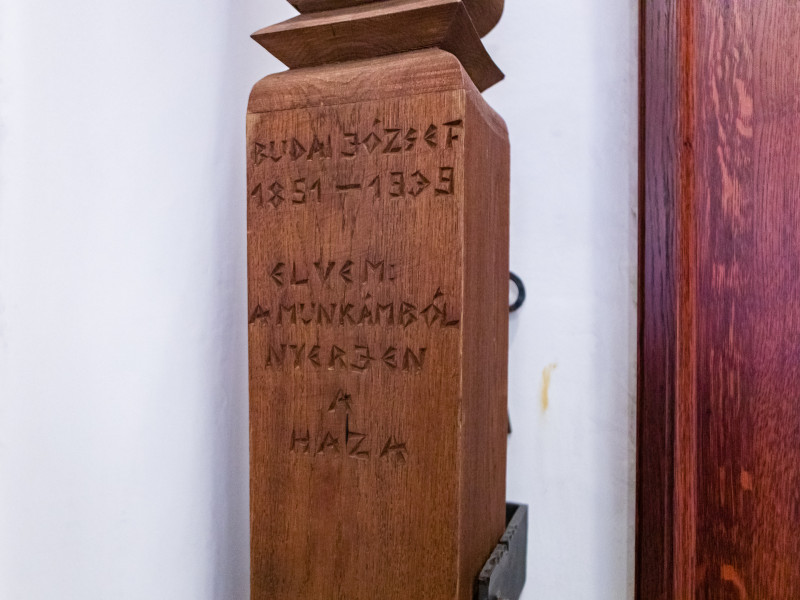 BUDAI JÓZSEF
1851 – 1939
ELVEM:
A MUNKÁMBÓL
NYERJEN
A
HAZA